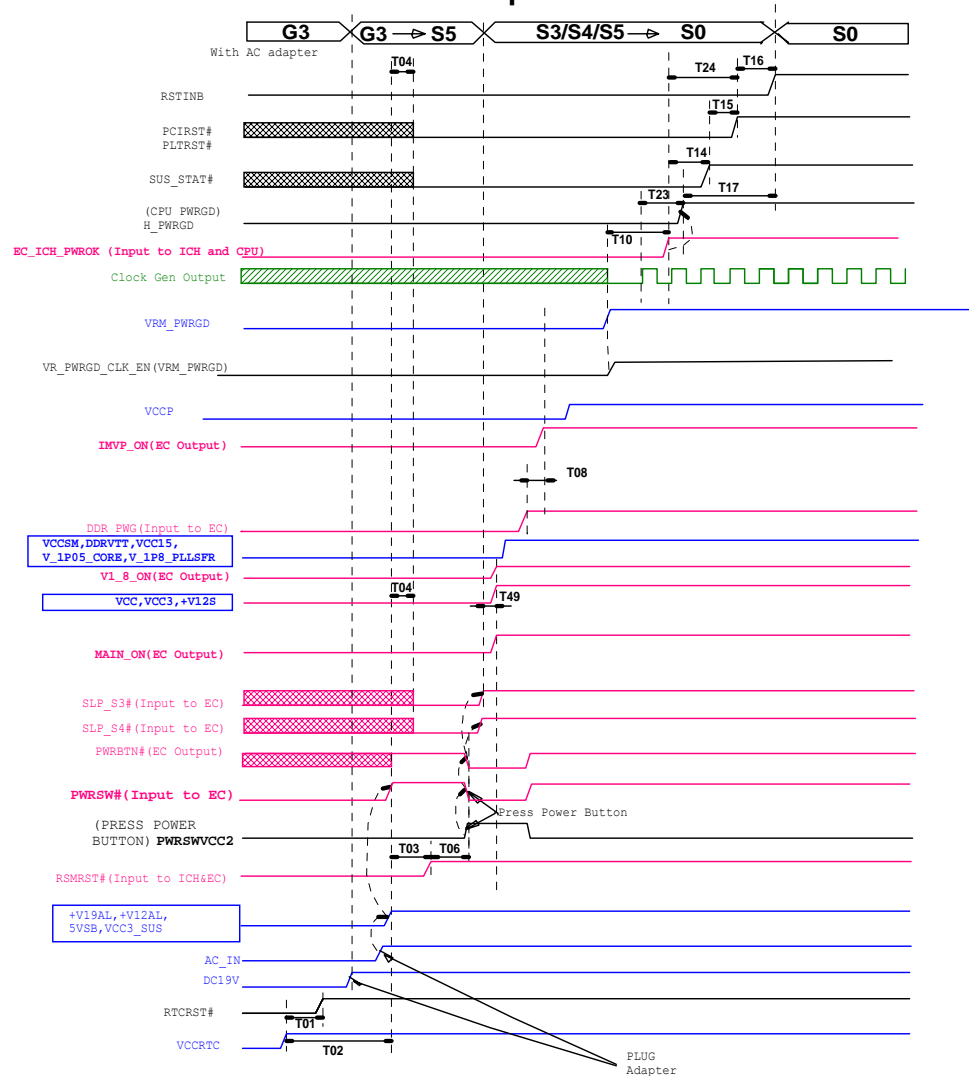 G3 G3 S5 S3/S4/S5 S0 S0
With AC adapter
T04
T24 T16
RSTINB
T15
PCIRST#
PLTRST#
T14
SUS_STAT#
T23 T17
(CPU PWRGD)
H_PWRGD
T10
EC_ICH_PWROK (Input to ICH and CPU)
Clock Gen Output
VRM_PWRGD
VR_PWRGD_CLK_EN(VRM_PWRGD)
VCCP
IMVP_ON(EC Output)
T08
DDR_PWG(Input to EC)
VCCSM,DDRVTT,VCC15,
V_1P05_CORE,V_1P8_PLLSFR
V1_8_ON(EC Output)
T04
VCC,VCC3,+V12S
T49
MAIN_ON(EC Output)
SLP_S3#(Input to EC)
SLP_S4#(Input to EC)
PWRBTN#(EC Output)
PWRSW#(Input to EC)
Press Power Button
(PRESS POWER
BUTTON) PWRSWVCC2
T03 T06
RSMRST#(Input to ICH&EC)
+V19AL,+V12AL,
5VSB,VCC3_SUS
AC_IN
DC19V
RTCRST#
T01
VCCRTC
T02
PLUG
Adapter